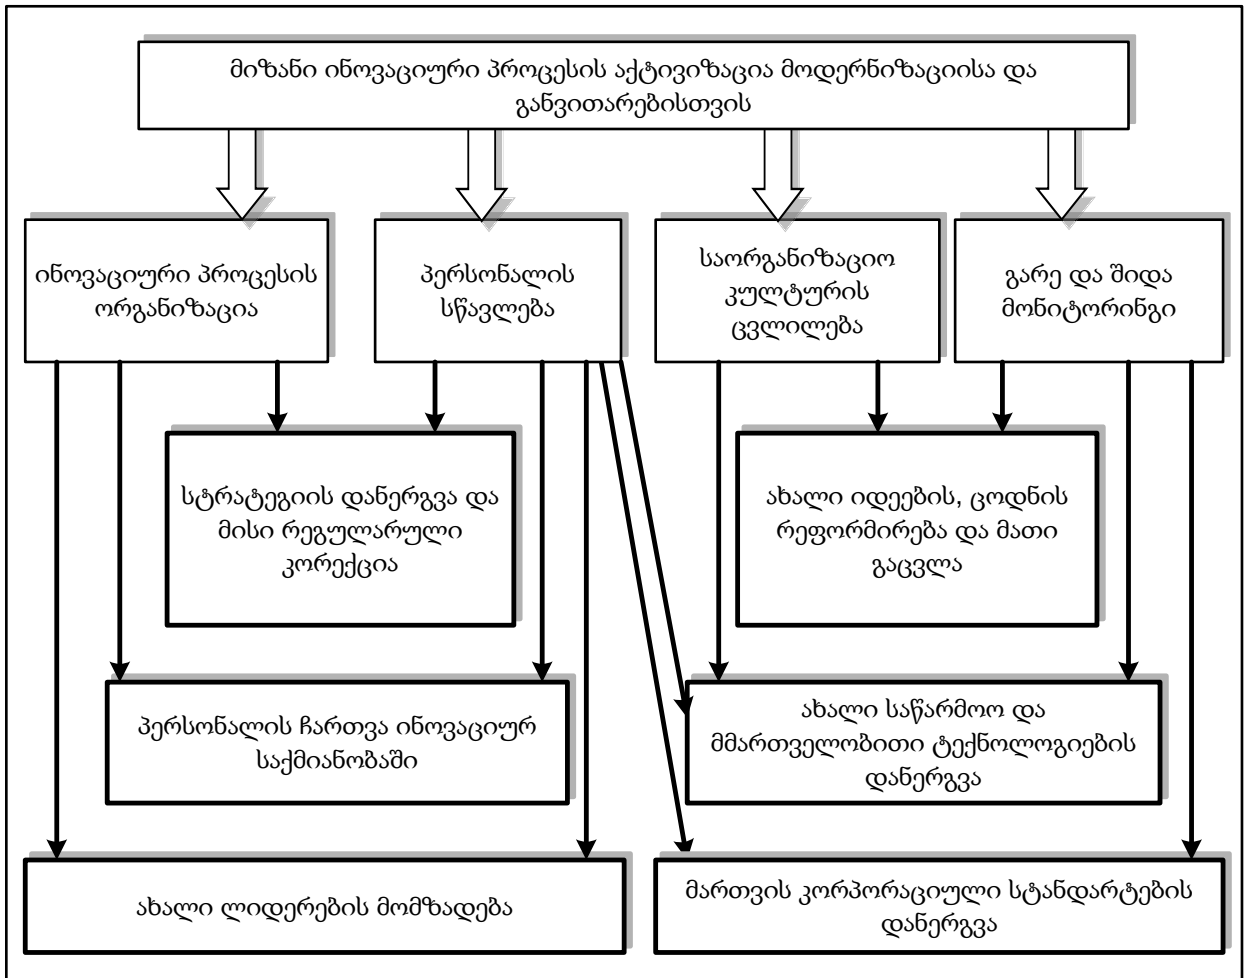 მიზანი ინოვაციური პროცესის აქტივიზაცია მოდერნიზაციისა და
განვითარებისთვის
ინოვაციური პროცესის
ორგანიზაცია
პერსონალის
სწავლება
საორგანიზაციო
კულტურის
ცვლილება
გარე და შიდა
მონიტორინგი
სტრატეგიის დანერგვა და
მისი რეგულარული
კორექცია
ახალი იდეების, ცოდნის
რეფორმირება და მათი
გაცვლა
პერსონალის ჩართვა ინოვაციურ
საქმიანობაში
ახალი საწარმოო და
მმართველობითი ტექნოლოგიების
დანერგვა
ახალი ლიდერების მომზადება
მართვის კორპორაციული სტანდარტების
დანერგვა